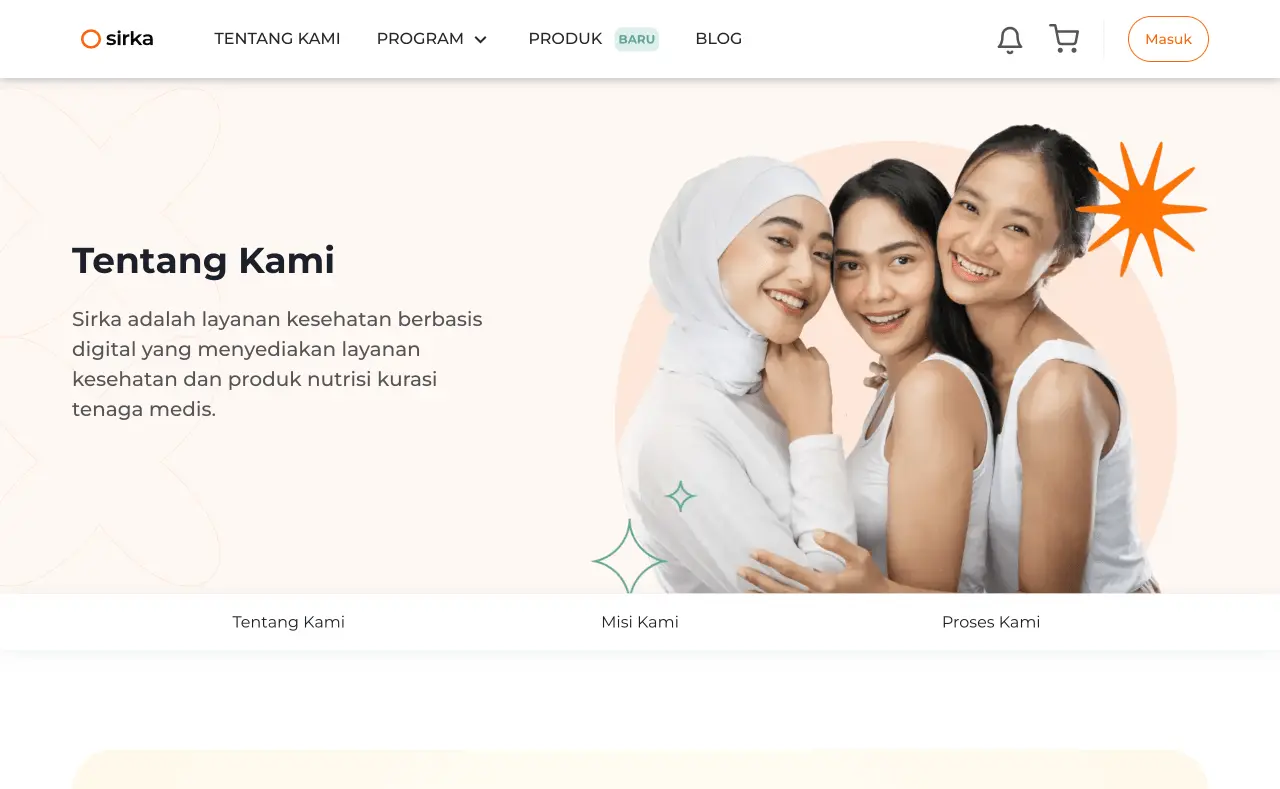 sirka
TENTANG KAMI
PROGRAM
PRODUK BARU
BLOG
Masuk
Tentang Kami
Sirka adalah layanan kesehatan berbasis
digital yang menyediakan layanan
kesehatan dan produk nutrisi kurasi
tenaga medis.
Tentang Kami
Misi Kami
Proses Kami